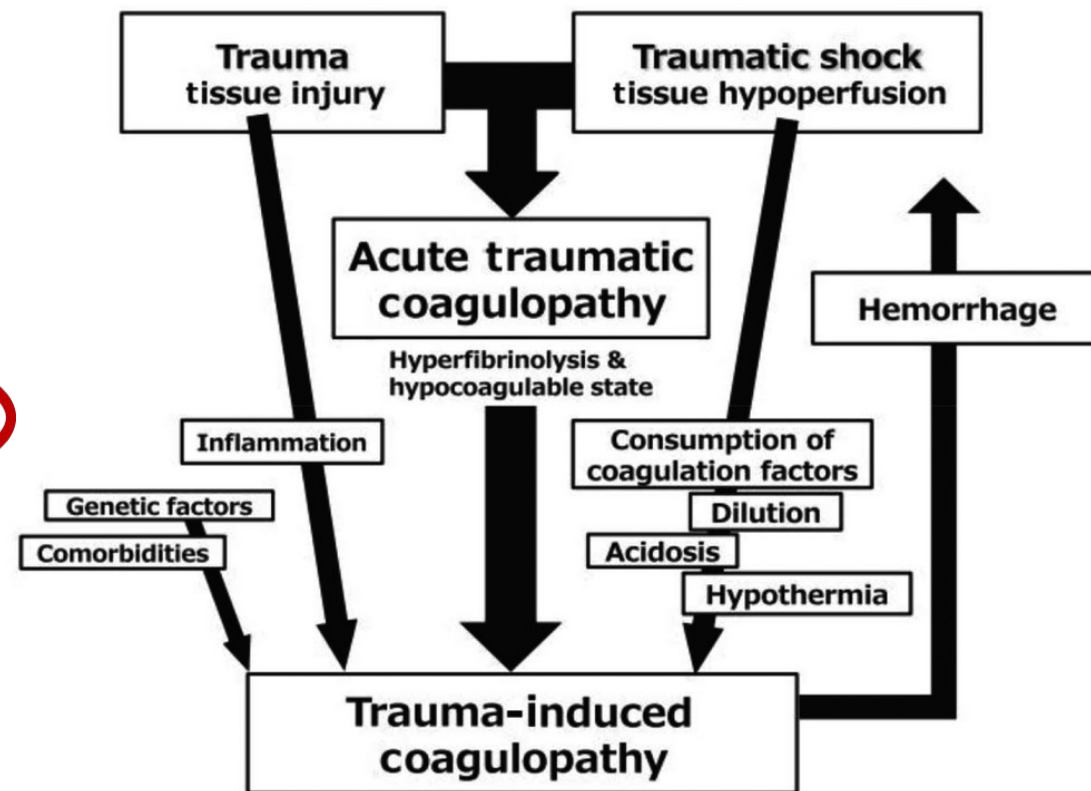 Trauma
tissue injury
Traumatic shock
tissue hypoperfusion
Acute traumatic
coagulopathy
Hyperfibrinolysis &
hypocoagulable state
Hemorrhage
Inflammation
Consumption of
coagulation factors
Genetic factors
Dilution
Comorbidities
Acidosis
Hypothermia
Trauma-induced
coagulopathy